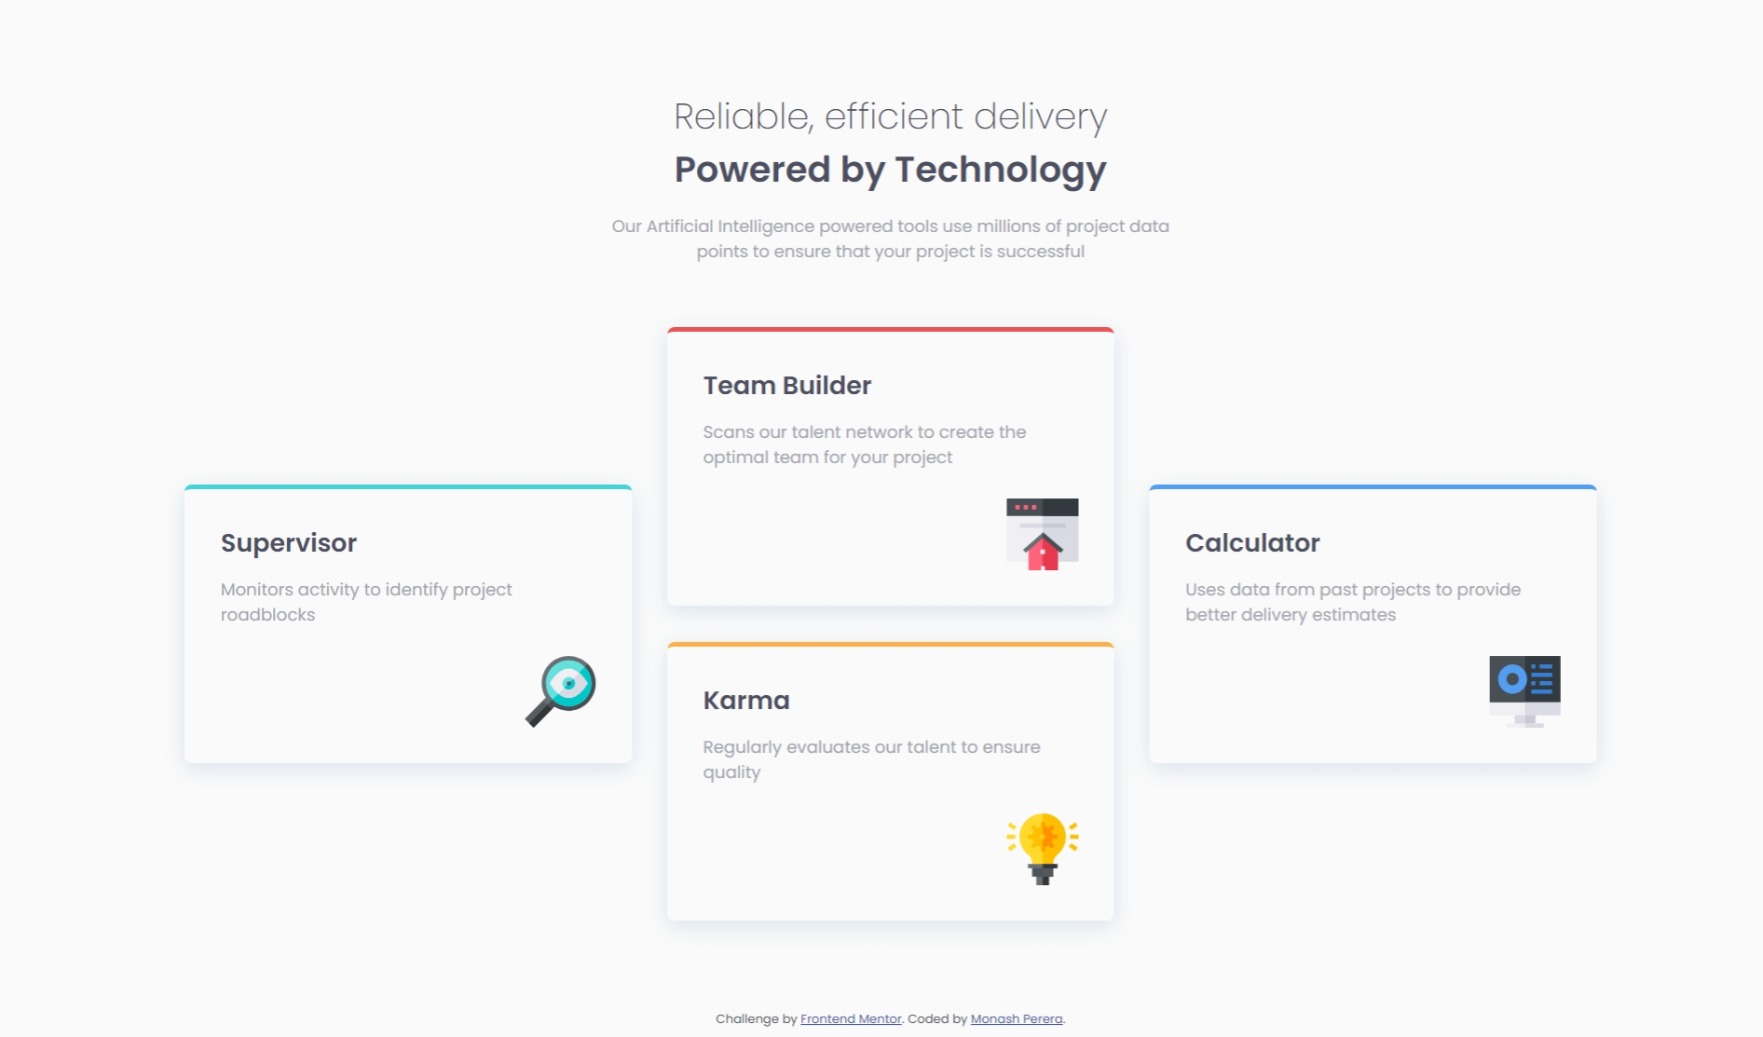 Reliable, efficient delivery
Powered by Technology
Our Artificial Intelligence powered tools use millions of project data
points to ensure that your project is successful
Supervisor
Monitors activity to identify project
roadblocks
Team Builder
Scans our talent network to create the
optimal team for your project
Karma
Regularly evaluates our talent to ensure
quality
Calculator
Uses data from past projects to provide
better delivery estimates
Challenge by Frontend Mentor. Coded by Monash Perera.